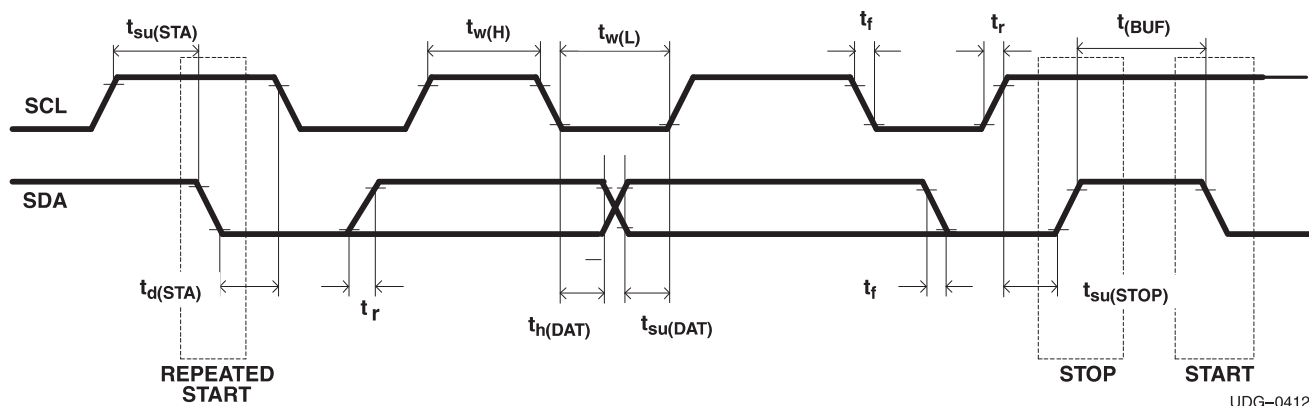 tsu(STA)
tw(H)
tw(L)
tf
tr
t(BUF)
SCL
SDA
td(STA)
tr
th(DAT)
tsu(DAT)
tf
tsu(STOP)
REPEATED
START
STOP
START
UDG–0412